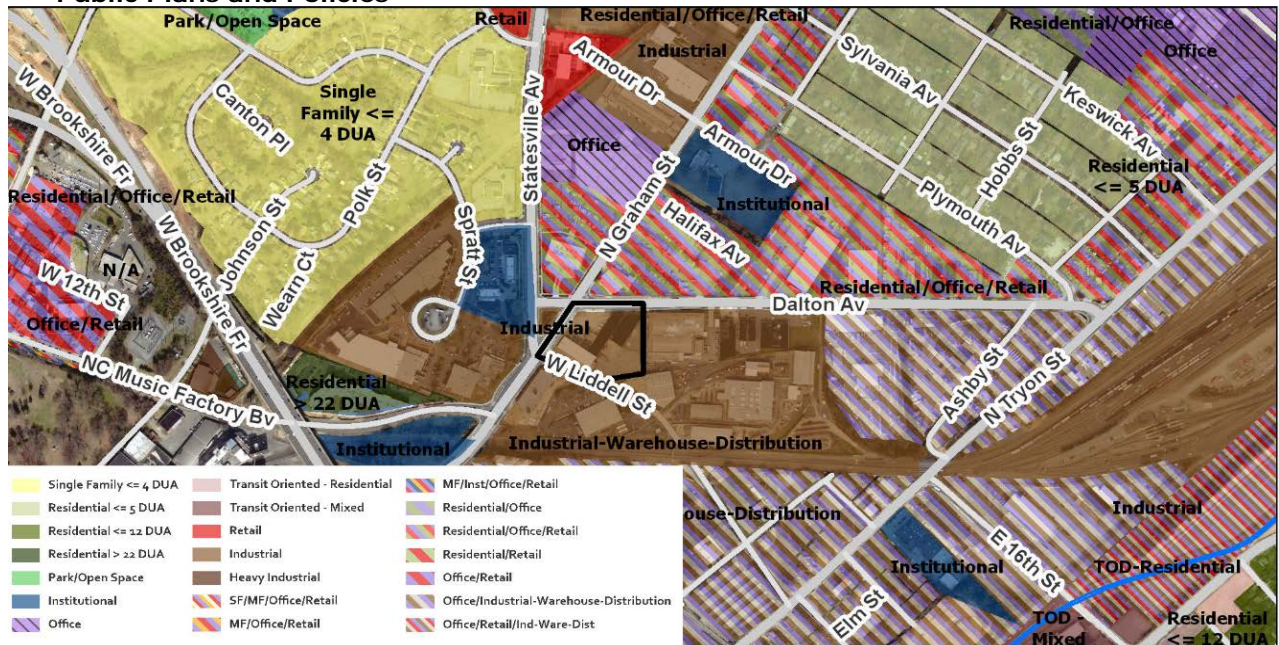 Public Plans and Policies
Park/Open Space
Retail
Residential/Office/Retail
Residential/Office
Industrial
Office
Armour Dr
Sylvania Av
W Brookshire Fr
Canton Pl
Single
Family <=
4 DUA
Statesville Av
Keswick Av
Hobbs St
Office
Armour Dr
Residential
<= 5 DUA
Polk St
N Graham St
Plymouth Av
Residential/Office/Retail
Institutional
Johnson St
Spratt St
Halifax Av
W Brookshire Fr
N/A
W 12th St
Wearn Ct
Residential/Office/Retail
Dalton Av
Office/Retail
Industrial
W Liddell St
Ashby St
N Tryon St
NC Music Factory Bv
Residential
> 22 DUA
Institutional
Industrial-Warehouse-Distribution
Single Family <= 4 DUA
Residential <= 5 DUA
Residential <= 12 DUA
Residential > 22 DUA
Park/Open Space
Institutional
Office
Transit Oriented - Residential
Transit Oriented - Mixed
Retail
Industrial
Heavy Industrial
SF/MF/Office/Retail
MF/Office/Retail
MF/Inst/Office/Retail
Residential/Office
Residential/Office/Retail
Residential/Retail
Office/Retail
Office/Industrial-Warehouse-Distribution
Office/Retail/Ind-Ware-Dist
ouse-Distribution
Industrial
E 16th St
Institutional
TOD-Residential
Elm St
TOD -
Mixed
Residential
<= 12 DUA